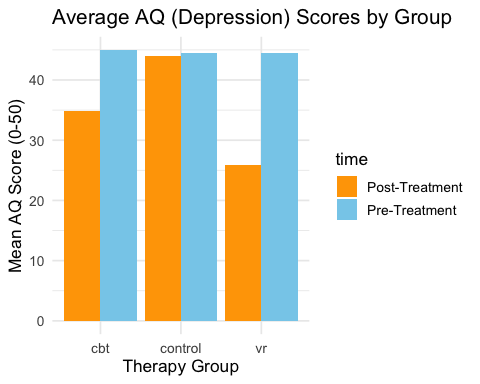 Average AQ (Depression) Scores by Group
Mean AQ Score (0-50)
40
30
20
10
0
cbt control vr
Therapy Group
time
Post-Treatment
Pre-Treatment